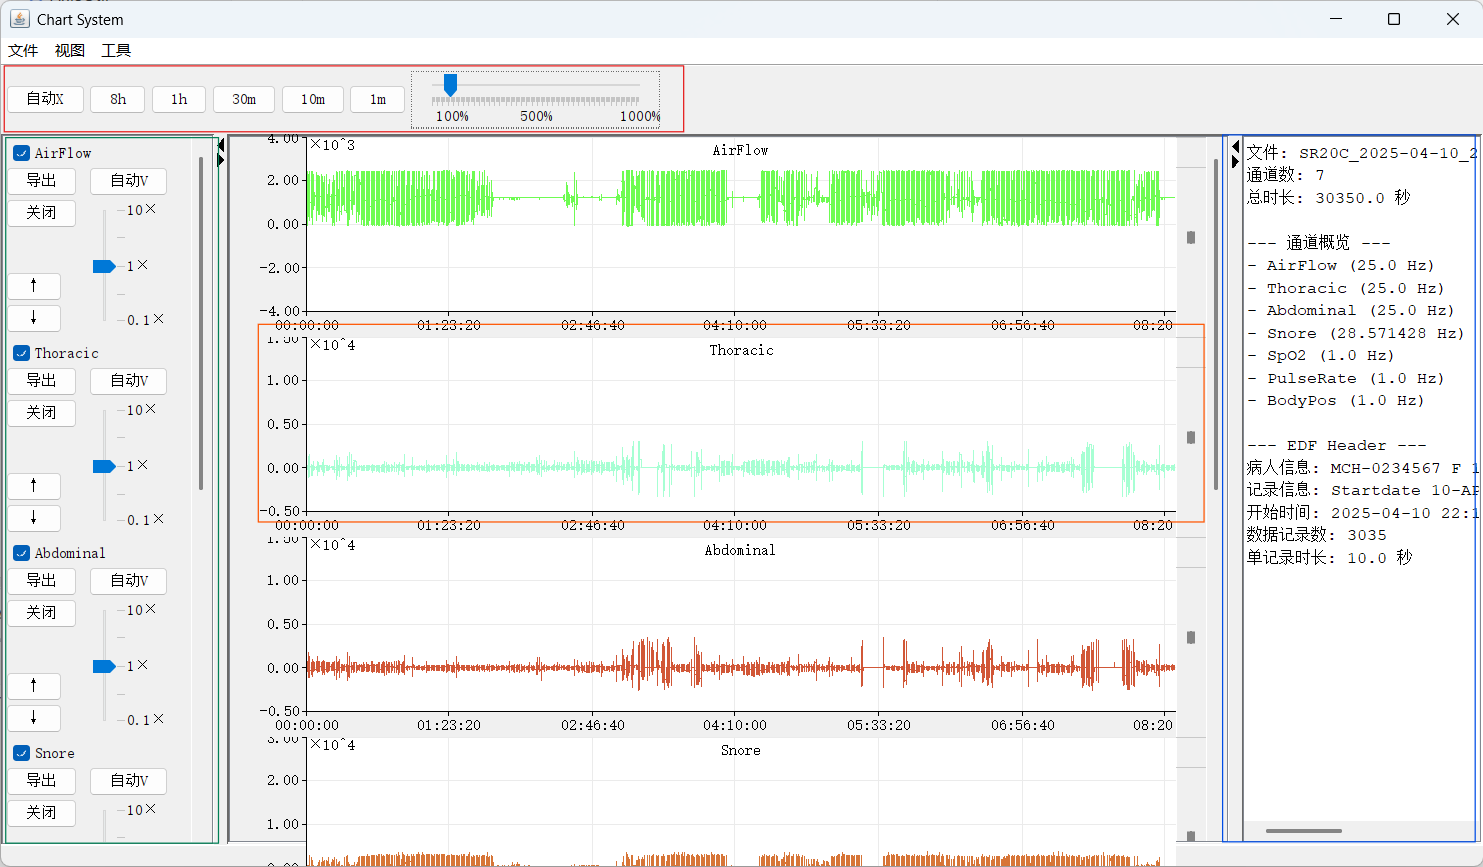 Chart System
文件 视图 工具
自动X 8h 1h 30m 10m 1m
100% 500% 1000%
AirFlow
导出 自动V
关闭
10×
1×
↑
↓
0.1×
Thoracic
导出 自动V
关闭
10×
1×
↑
↓
0.1×
Abdominal
导出 自动V
关闭
10×
1×
↑
↓
0.1×
Snore
导出 自动V
关闭
10×
4.00 ×10^3
AirFlow
2.00
0.00
-2.00
-4.00
00:00:00 01:23:20 02:46:40 04:10:00 05:33:20 06:56:40 08:20
1.50 ×10^4
Thoracic
1.00
0.50
0.00
-0.50
00:00:00 01:23:20 02:46:40 04:10:00 05:33:20 06:56:40 08:20
1.50 ×10^4
Abdominal
1.00
0.50
0.00
-0.50
00:00:00 01:23:20 02:46:40 04:10:00 05:33:20 06:56:40 08:20
3.00 ×10^4
Snore
2.00
1.00
0.00
文件: SR20C_2025-04-10_2
通道数: 7
总时长: 30350.0 秒
--- 通道概览 ---
- AirFlow (25.0 Hz)
- Thoracic (25.0 Hz)
- Abdominal (25.0 Hz)
- Snore (28.571428 Hz)
- SpO2 (1.0 Hz)
- PulseRate (1.0 Hz)
- BodyPos (1.0 Hz)
--- EDF Header ---
病人信息: MCH-0234567 F 1
记录信息: Startdate 10-AP
开始时间: 2025-04-10 22:1
数据记录数: 3035
单记录时长: 10.0 秒